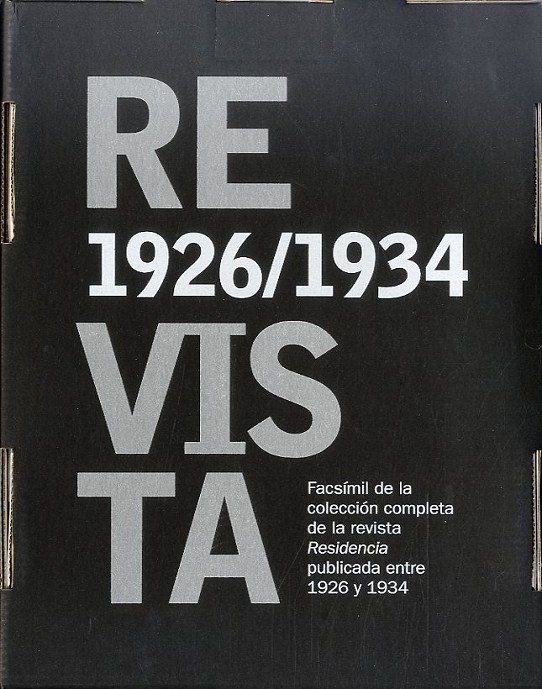 RE
1926/1934
VIS
TA
Facsímil de la
colección completa
de la revista
Residencia
publicada entre
1926 y 1934